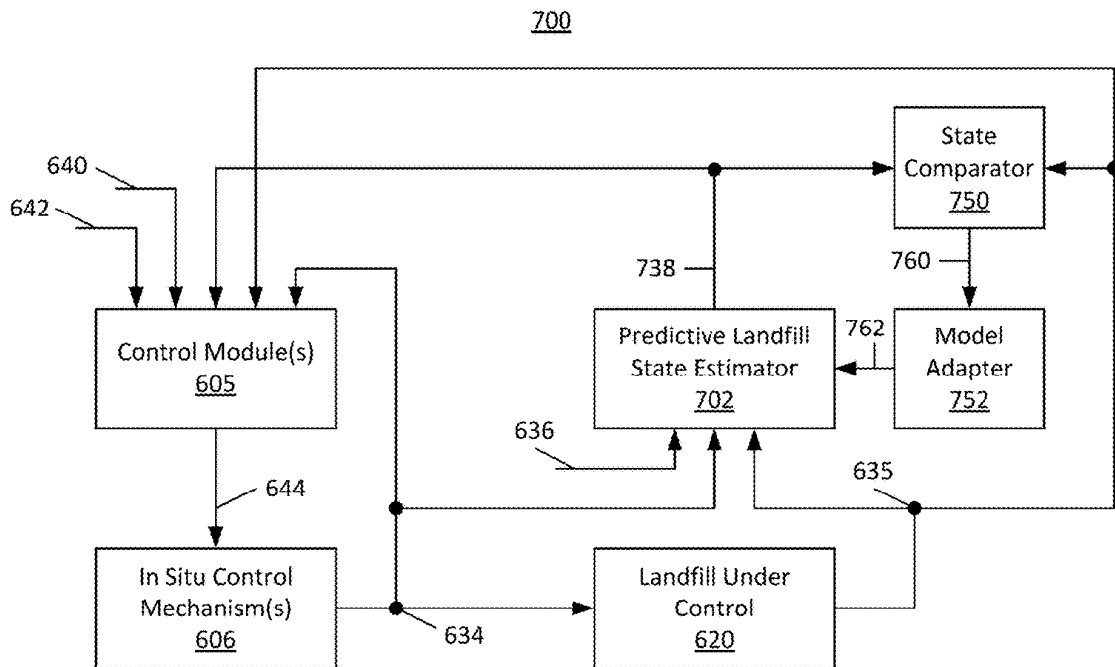 700
State
Comparator
750
640
642
738
760
Control Module(s)
605
Predictive Landfill
State Estimator
702
762
Model
Adapter
752
636
644
635
In Situ Control
Mechanism(s)
606
634
Landfill Under
Control
620